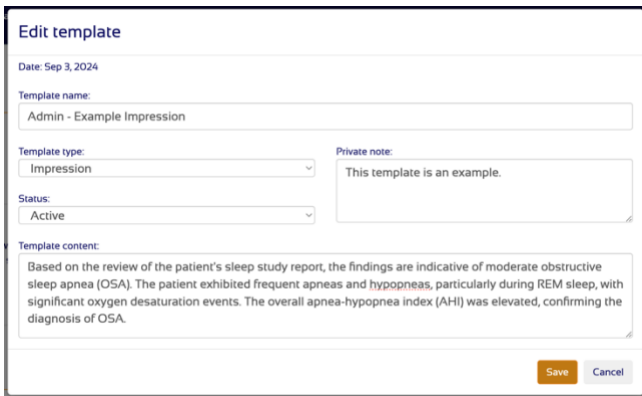 Edit template
Date: Sep 3, 2024
Template name:
Admin - Example Impression
Template type:
Private note:
Impression
This template is an example.
Status:
Active
Template content:
Based on the review of the patient's sleep study report, the findings are indicative of moderate obstructive
sleep apnea (OSA). The patient exhibited frequent apneas and hypopneas, particularly during REM sleep, with
significant oxygen desaturation events. The overall apnea-hypopnea index (AHI) was elevated, confirming the
diagnosis of OSA.
Save
Cancel